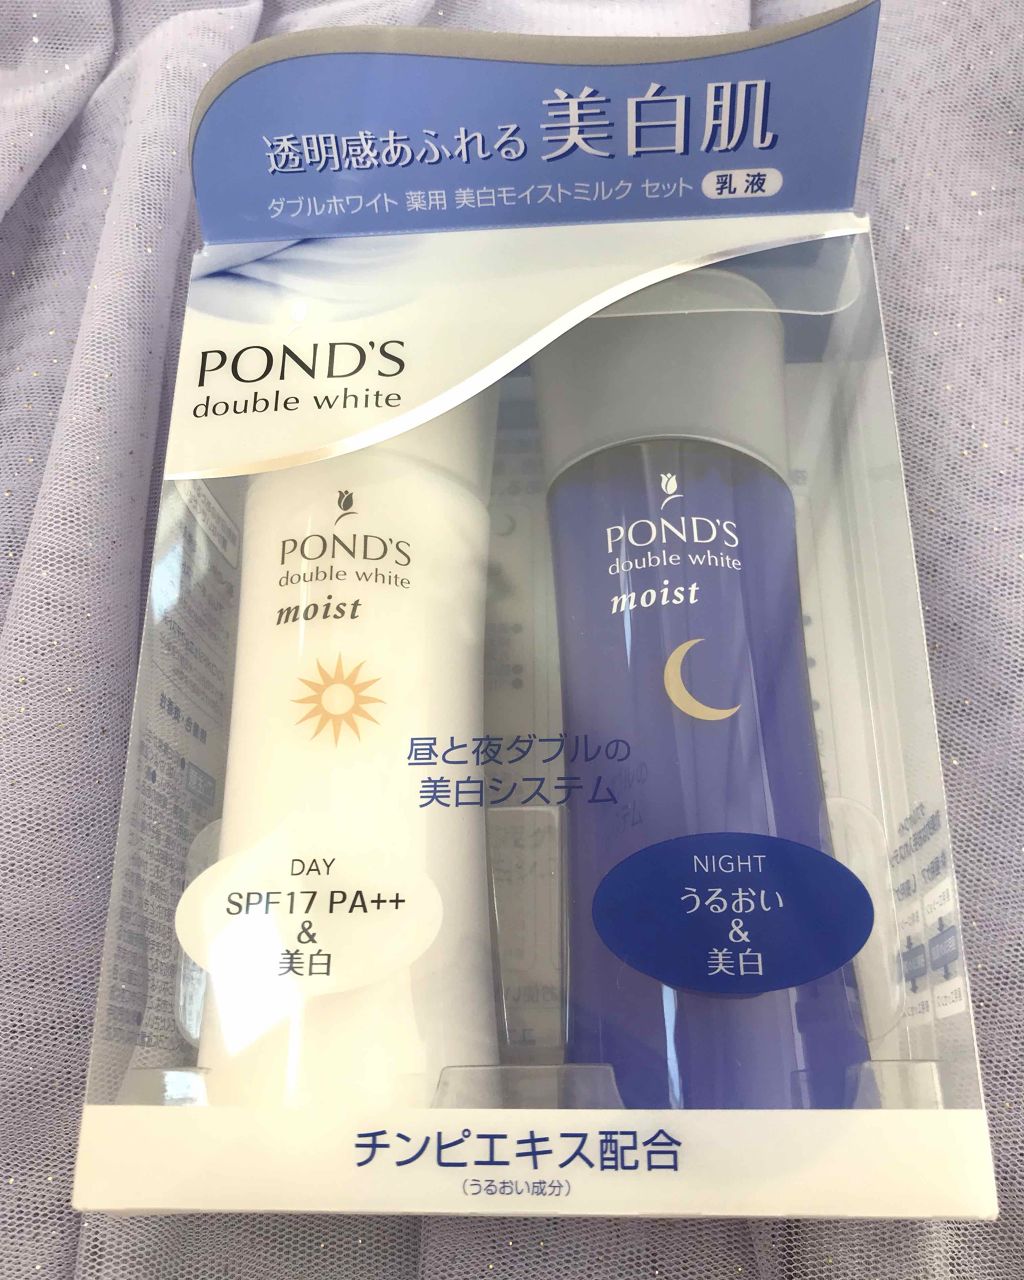 透明感あふれる 美白肌
ダブルホワイト 薬用 美白モイストミルク セット 乳液
POND'S
double white
POND'S
double white
moist
POND'S
double white
moist
昼と夜ダブルの
美白システム
DAY
SPF17 PA++
&
美白
NIGHT
うるおい
&
美白
チンピエキス配合
(うるおい成分)